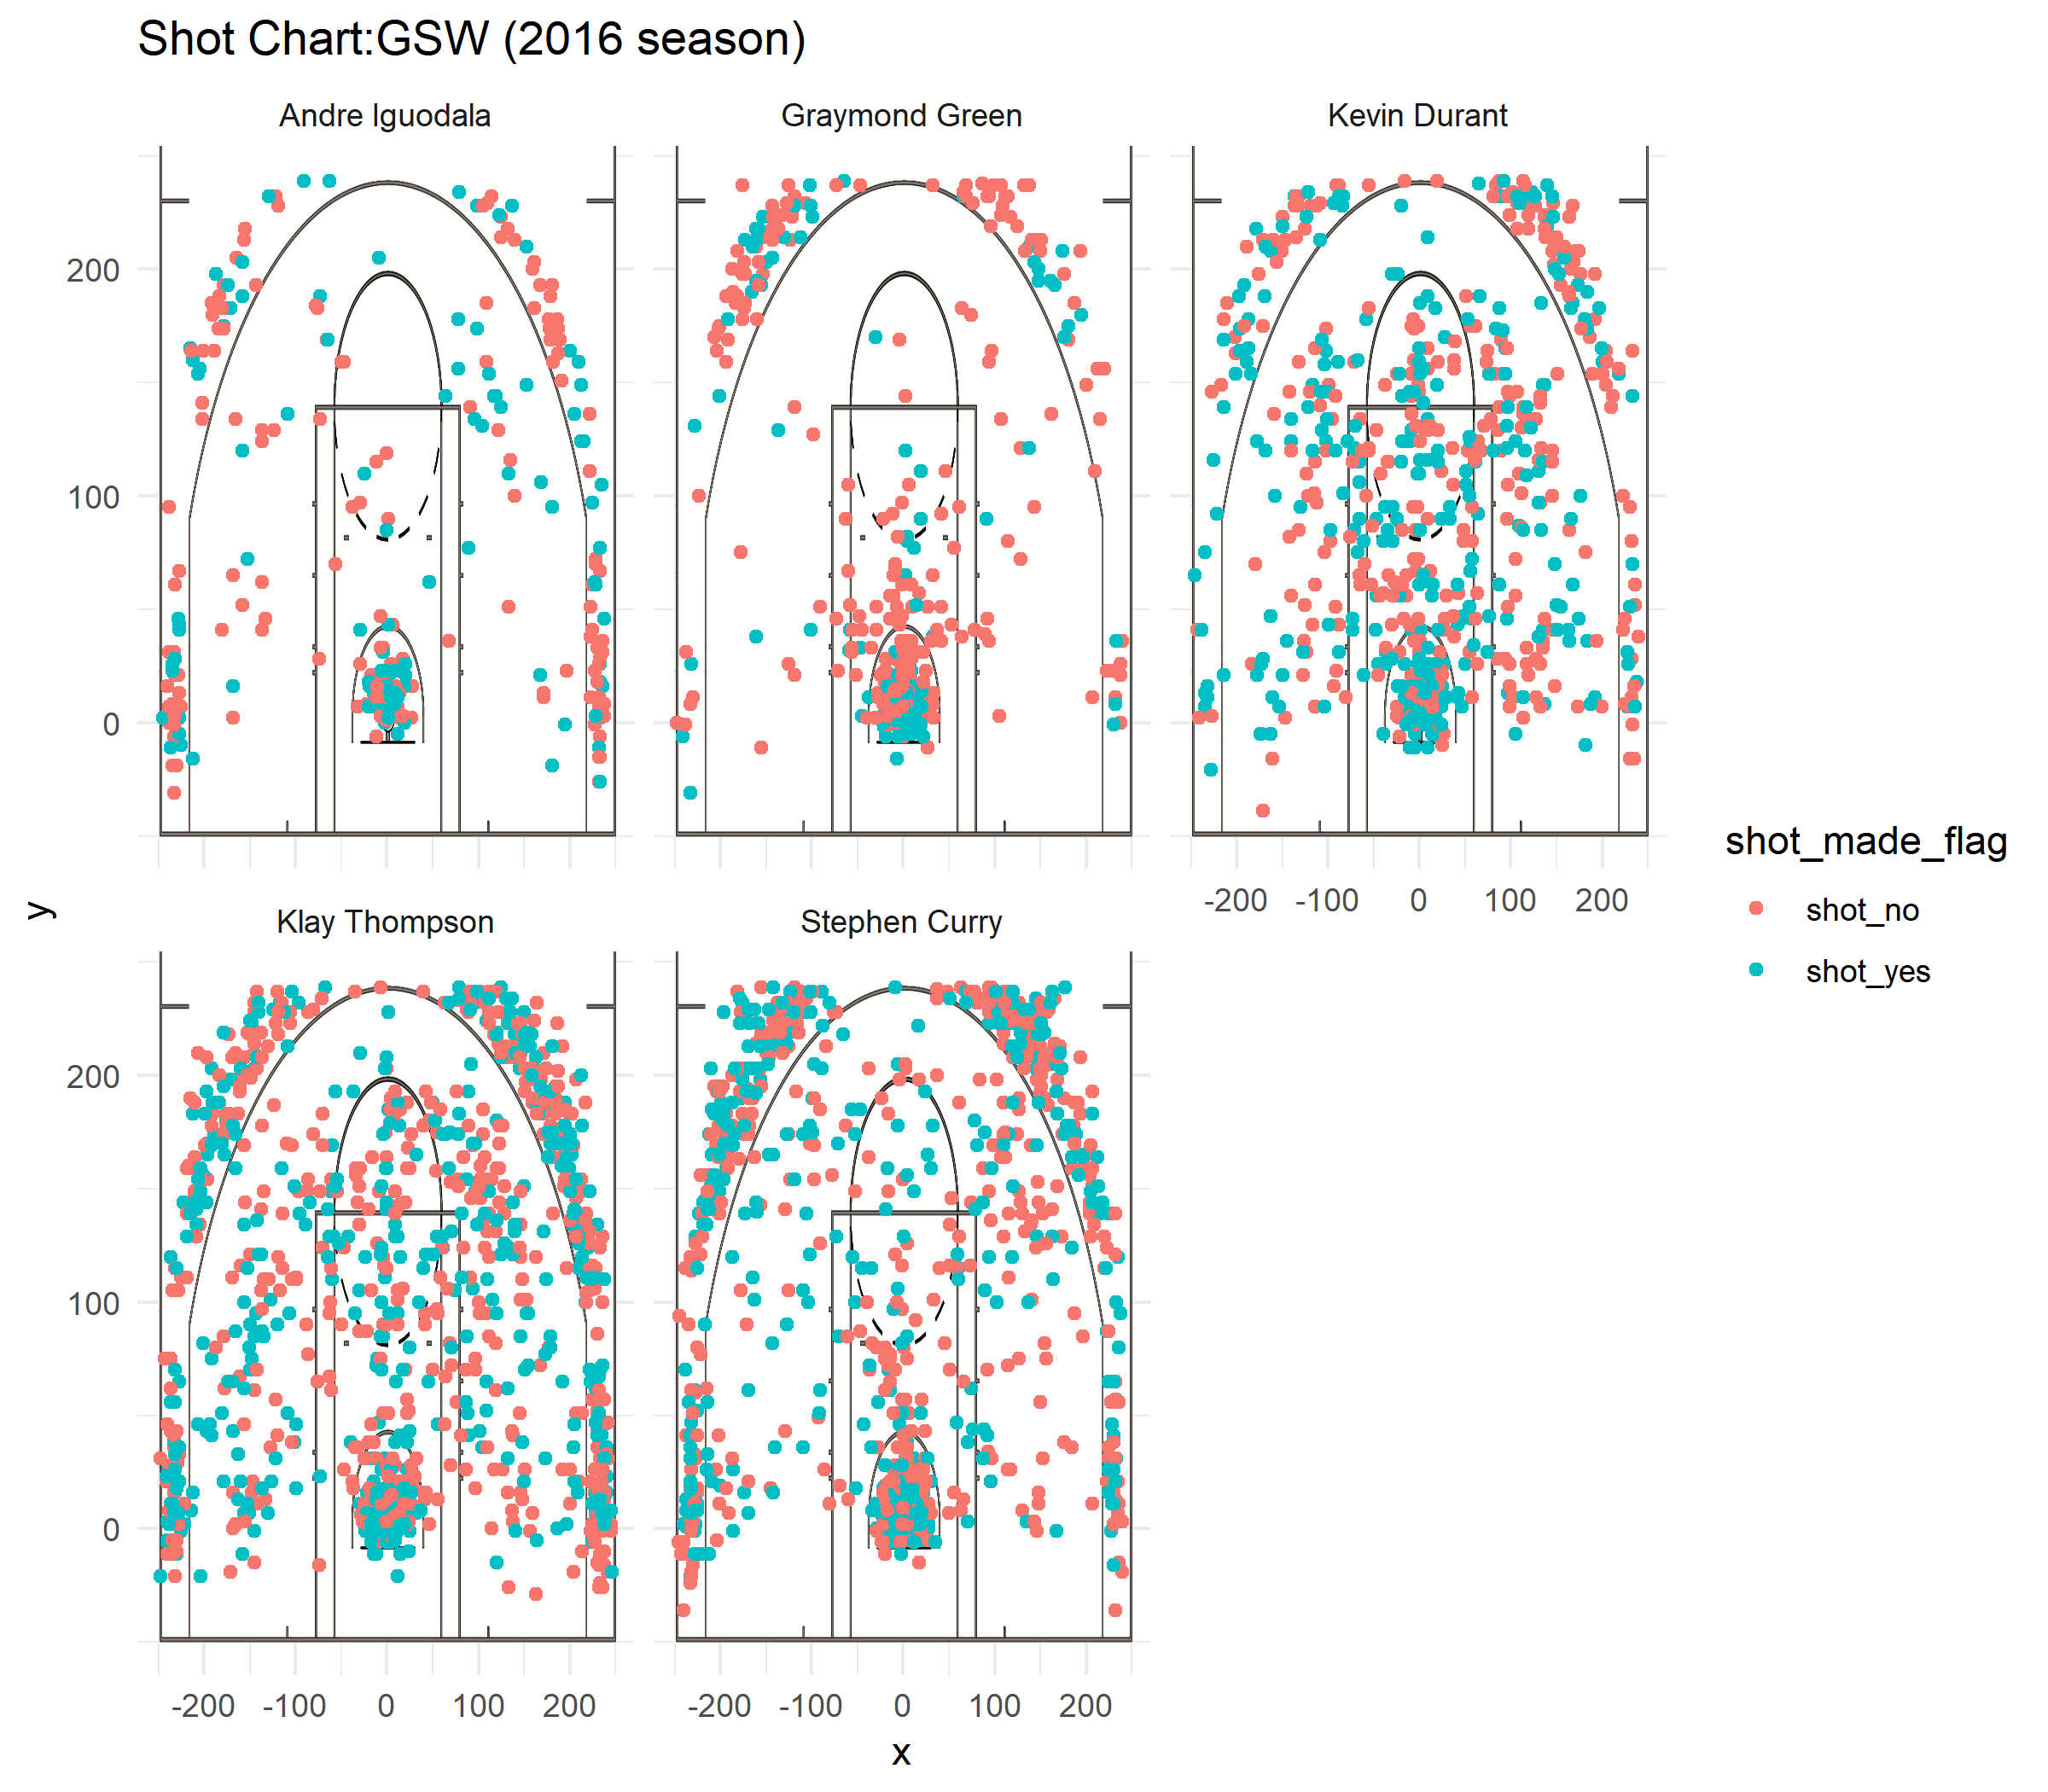 Shot Chart:GSW (2016 season)
Andre Iguodala
Graymond Green
Kevin Durant
200
100
0
-200 -100 0 100 200
shot_made_flag
shot_no
shot_yes
y
Klay Thompson
Stephen Curry
200
100
0
-200 -100 0 100 200
-200 -100 0 100 200
x